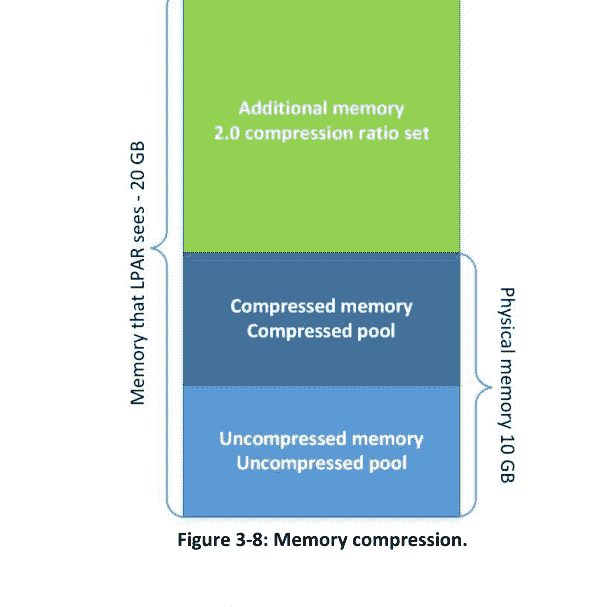 Additional memory
2.0 compression ratio set
Memory that LPAR sees - 20 GB
Compressed memory
Compressed pool
Physical memory 10 GB
Uncompressed memory
Uncompressed pool
Figure 3-8: Memory compression.